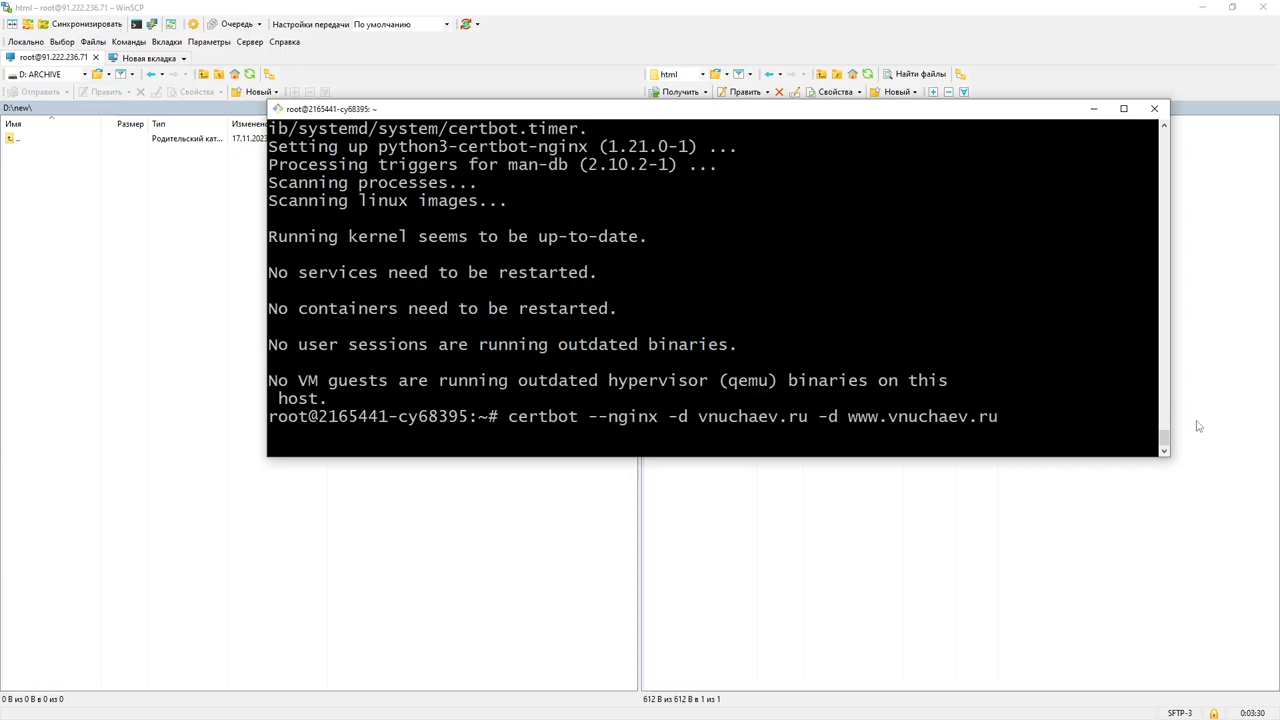 html – root@91.222.236.71 – WinSCP
Синхронизировать
Очередь
Настройки передачи По умолчанию
Локально Выбор Файлы Команды Вкладки Параметры Сервер Справка
root@91.222.236.71 Новая вкладка
D: ARCHIVE
html
Найти файлы
Отправить Править Свойства Новый
Получить Править Свойства Новый
D:\new\
Имя Размер Тип Изменено
.. Родительский кат... 17.11.2023
root@2165441-cy68395: ~
ib/systemd/system/certbot.timer.
Setting up python3-certbot-nginx (1.21.0-1) ...
Processing triggers for man-db (2.10.2-1) ...
Scanning processes...
Scanning linux images...
Running kernel seems to be up-to-date.
No services need to be restarted.
No containers need to be restarted.
No user sessions are running outdated binaries.
No VM guests are running outdated hypervisor (qemu) binaries on this
host.
root@2165441-cy68395:~# certbot --nginx -d vnuchaev.ru -d www.vnuchaev.ru
0 B из 0 B в 0 из 0
612 B из 612 B в 1 из 1
SFTP-3 0:03:30